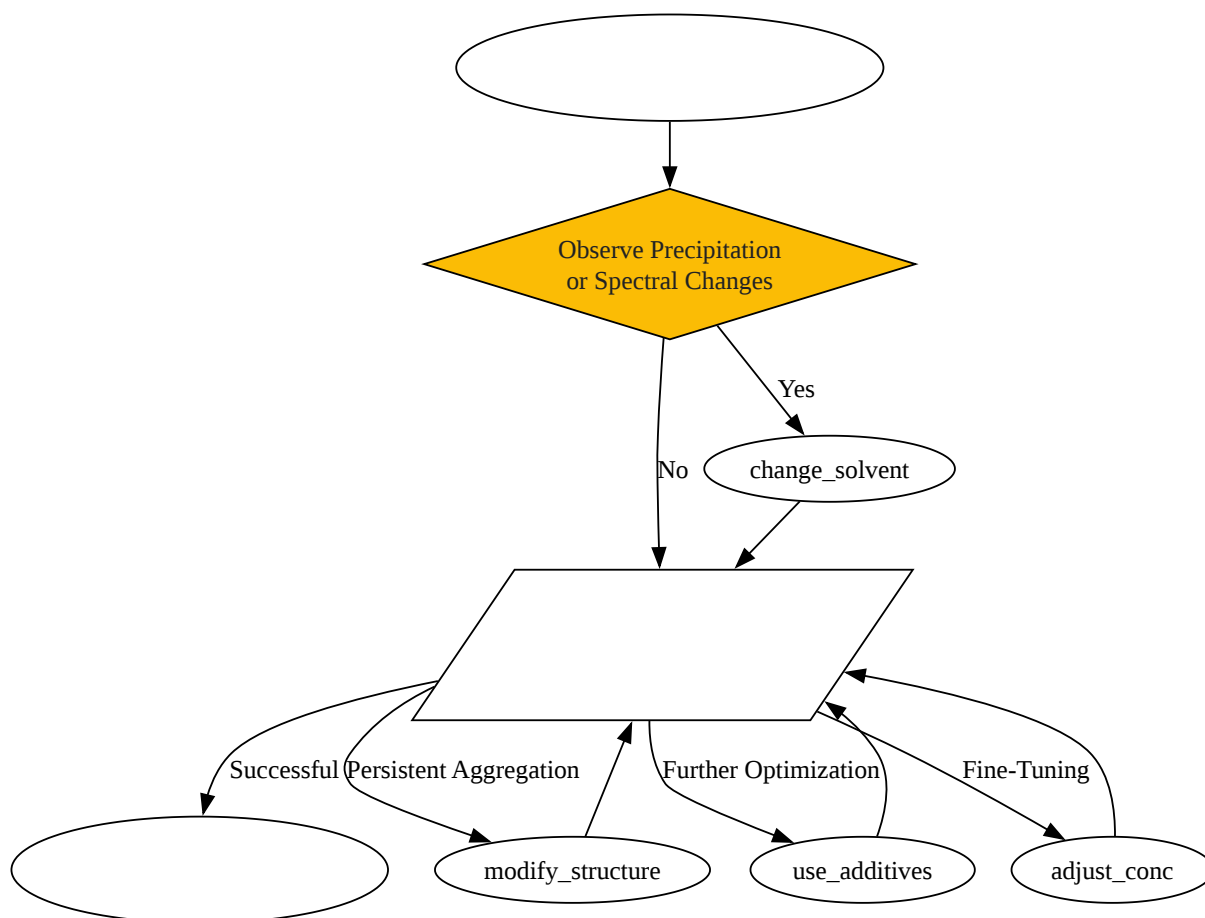 Observe Precipitation
or Spectral Changes
Yes
No
change_solvent
Successful
Persistent Aggregation
Further Optimization
Fine-Tuning
modify_structure
use_additives
adjust_conc